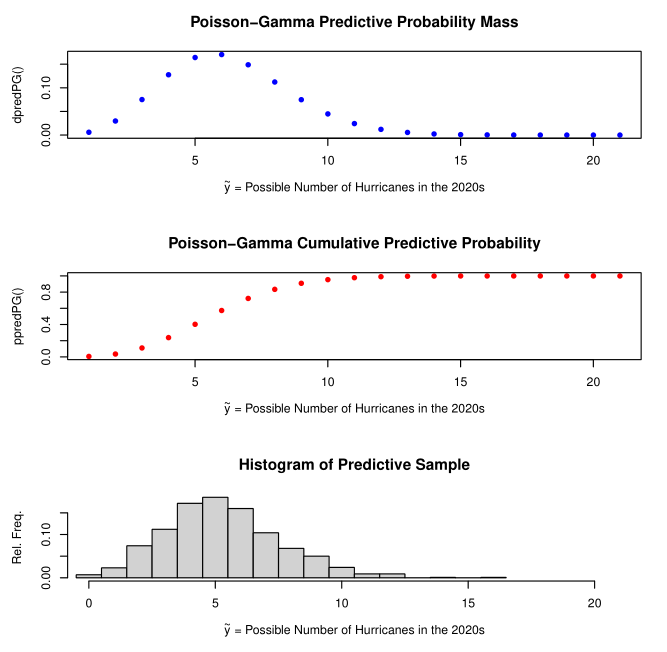 Poisson−Gamma Predictive Probability Mass
dpredPG()
0.00 0.10
5 10 15 20
ỹ = Possible Number of Hurricanes in the 2020s
Poisson−Gamma Cumulative Predictive Probability
ppredPG()
0.0 0.4 0.8
5 10 15 20
ỹ = Possible Number of Hurricanes in the 2020s
Histogram of Predictive Sample
Rel. Freq.
0.00 0.10
0 5 10 15 20
ỹ = Possible Number of Hurricanes in the 2020s